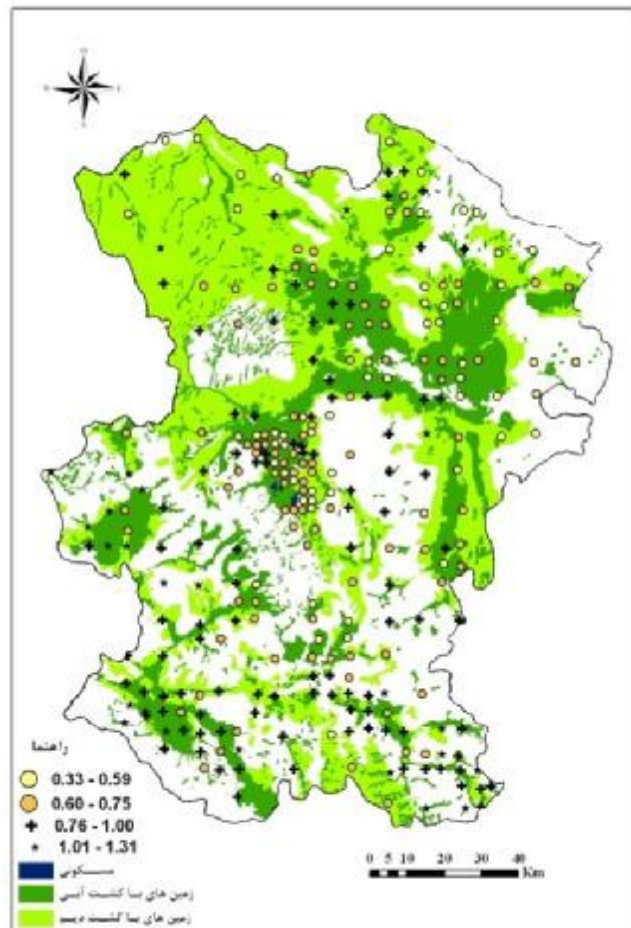 راهنما
0.33 - 0.59
0.60 - 0.75
0.76 - 1.00
1.01 - 1.31
مسکونی
زمین های با کشت آبی
زمین های با کشت دیم
0 5 10 20 30 40
Km